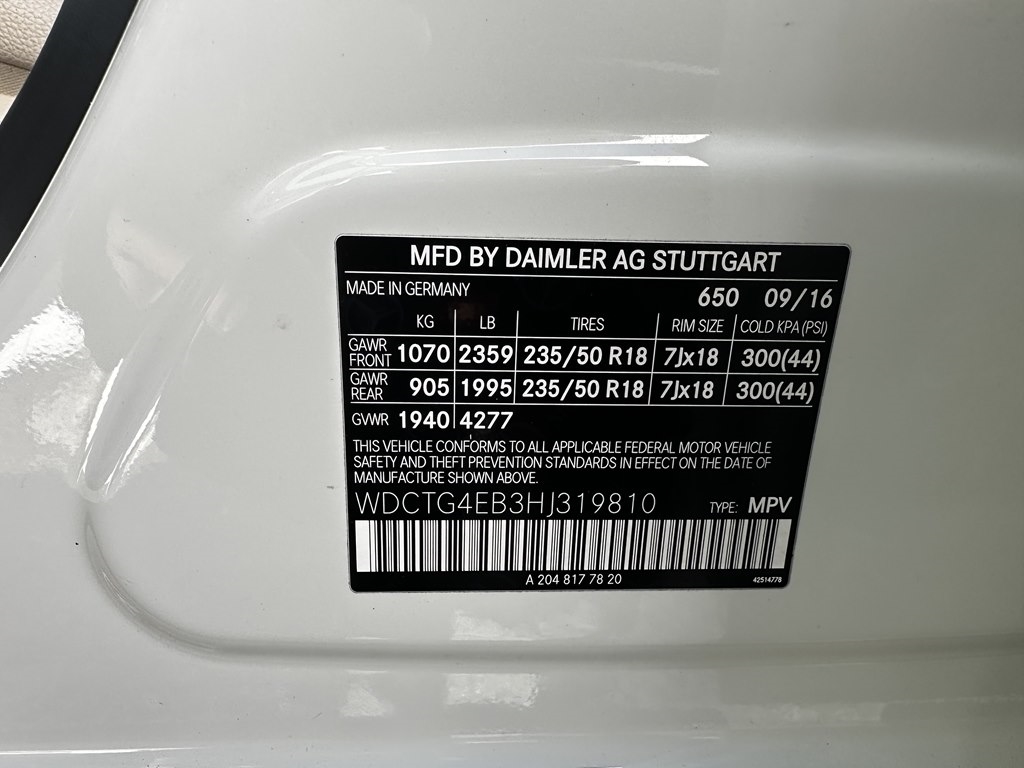 MFD BY DAIMLER AG STUTTGART
MADE IN GERMANY 650 09/16
KG LB TIRES RIM SIZE COLD KPA (PSI)
GAWR FRONT 1070 2359 235/50 R18 7Jx18 300(44)
GAWR REAR 905 1995 235/50 R18 7Jx18 300(44)
GVWR 1940 4277
THIS VEHICLE CONFORMS TO ALL APPLICABLE FEDERAL MOTOR VEHICLE
SAFETY AND THEFT PREVENTION STANDARDS IN EFFECT ON THE DATE OF
MANUFACTURE SHOWN ABOVE.
WDCTG4EB3HJ319810 TYPE: MPV
A 204 817 78 20 42514778